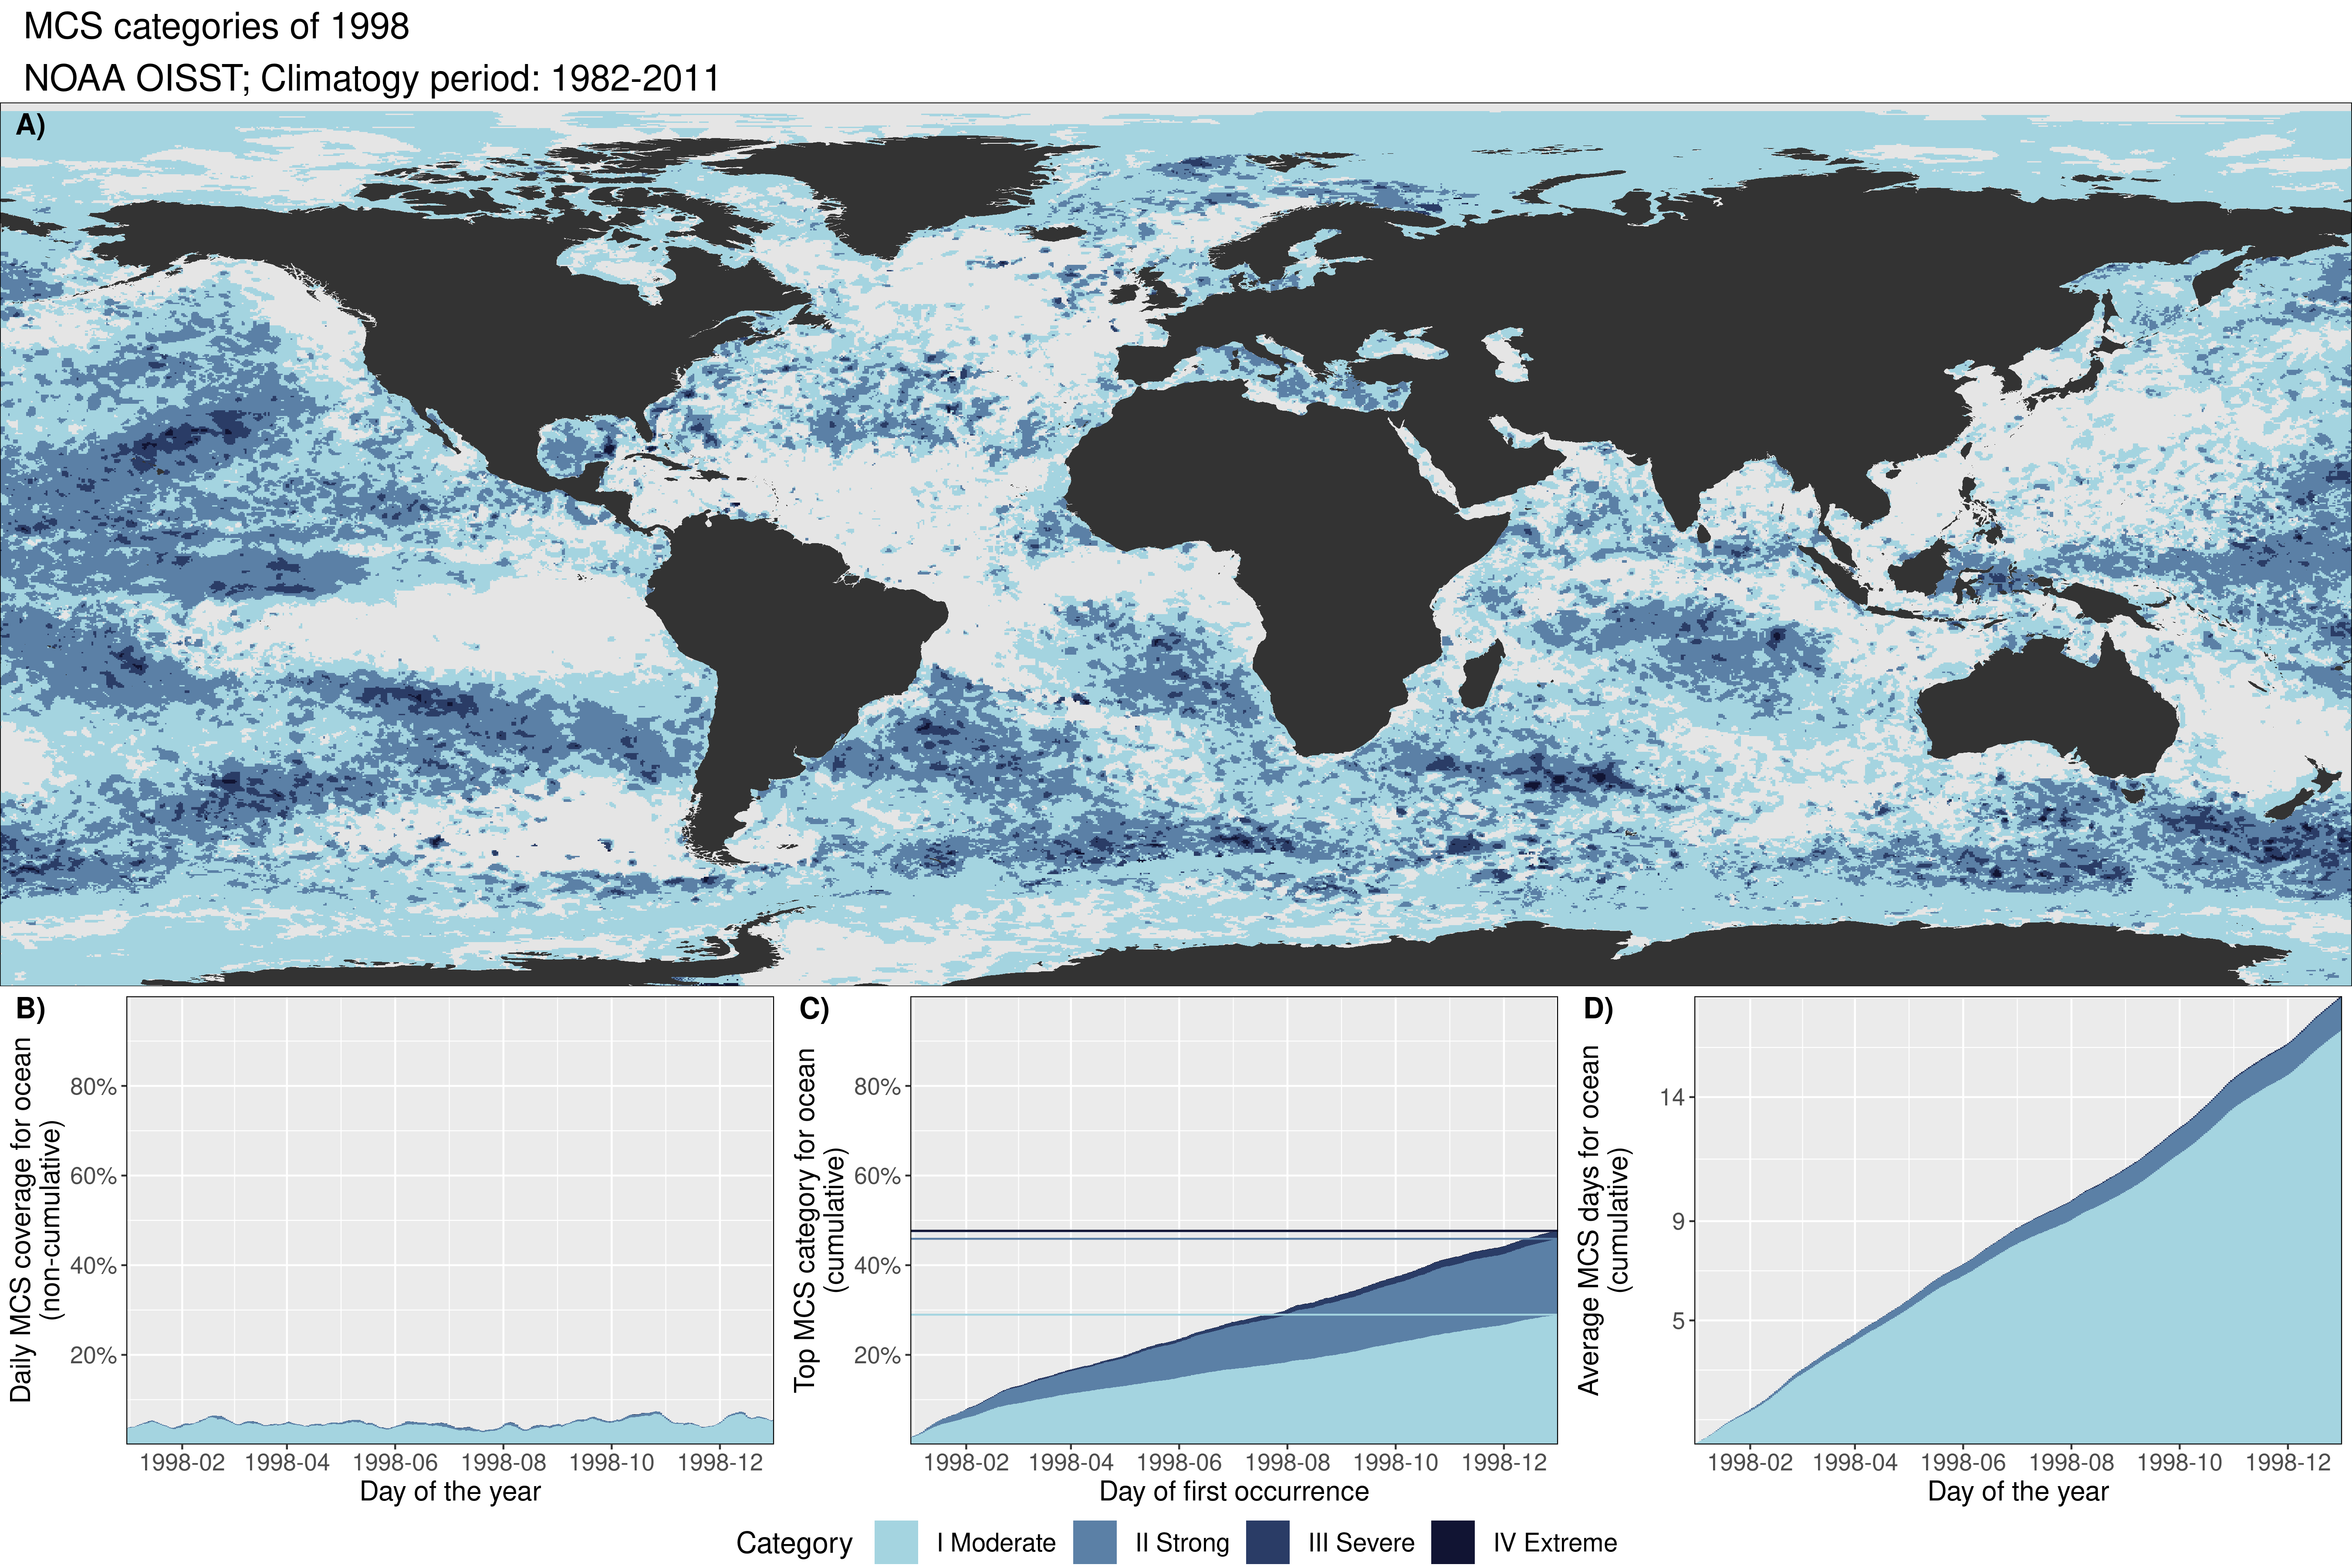 MCS categories of 1998
NOAA OISST; Climatogy period: 1982-2011
A)
B)
Daily MCS coverage for ocean
(non-cumulative)
80%
60%
40%
20%
1998-02 1998-04 1998-06 1998-08 1998-10 1998-12
Day of the year
C)
Top MCS category for ocean
(cumulative)
80%
60%
40%
20%
1998-02 1998-04 1998-06 1998-08 1998-10 1998-12
Day of first occurrence
D)
Average MCS days for ocean
(cumulative)
14
9
5
1998-02 1998-04 1998-06 1998-08 1998-10 1998-12
Day of the year
Category I Moderate II Strong III Severe IV Extreme